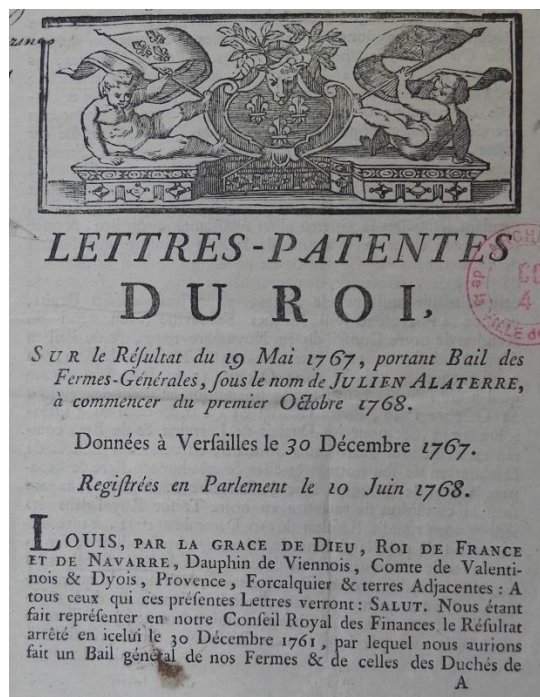 LETTRES-PATENTES
DU ROI,
SUR le Réſultat du 19 Mai 1767, portant Bail des
Fermes-Générales, ſous le nom de JULIEN ALATERRE,
à commencer du premier Octobre 1768.
Données à Verſailles le 30 Décembre 1767.
Regiſtrées en Parlement le 10 Juin 1768.
LOUIS, PAR LA GRACE DE DIEU, ROI DE FRANCE
ET DE NAVARRE, Dauphin de Viennois, Comte de Valenti-
nois & Dyois, Provence, Forcalquier & terres Adjacentes : A
tous ceux qui ces préſentes Lettres verront : SALUT. Nous étant
fait repréſenter en notre Conſeil Royal des Finances le Réſultat
arrêté en icelui le 30 Décembre 1761, par lequel nous aurions
fait un Bail général de nos Fermes & de celles des Duchés de
A